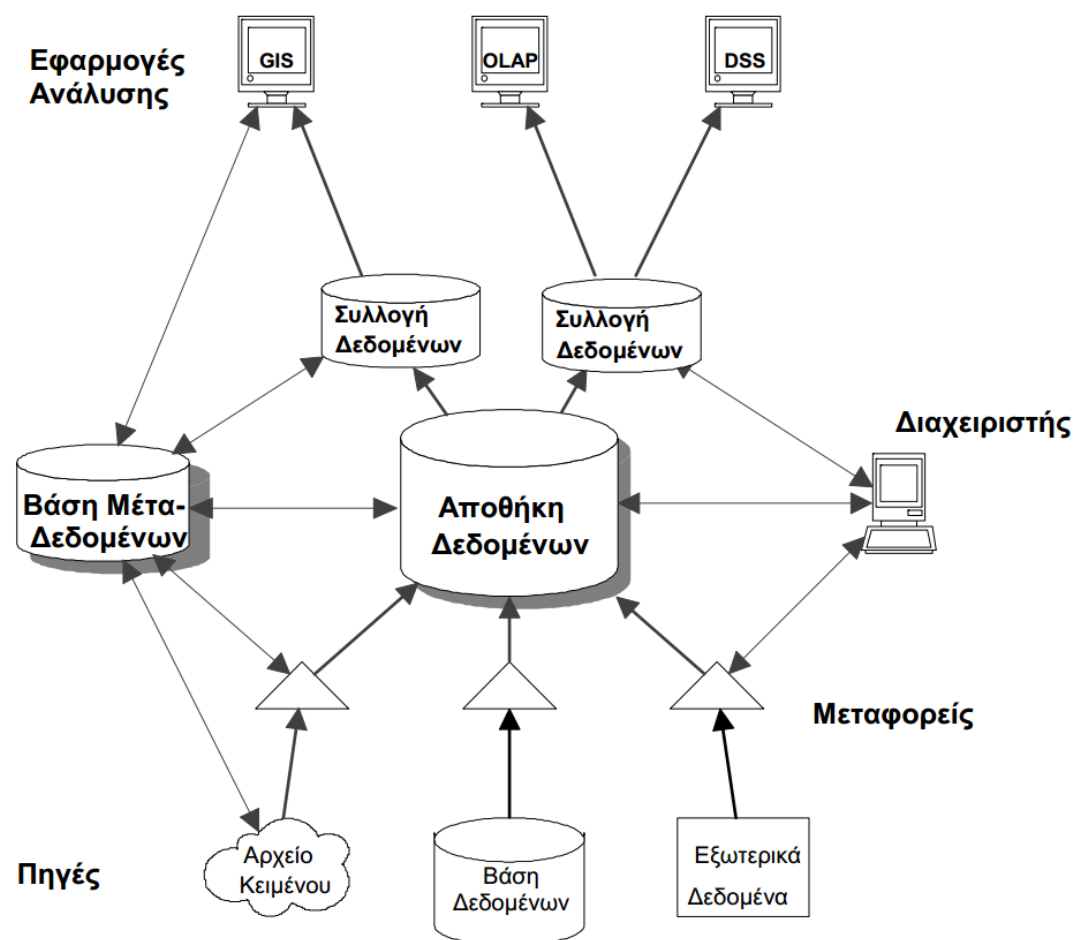 Εφαρμογές
Ανάλυσης
GIS
OLAP
DSS
Συλλογή
Δεδομένων
Συλλογή
Δεδομένων
Διαχειριστής
Βάση Μέτα-
Δεδομένων
Αποθήκη
Δεδομένων
Μεταφορείς
Πηγές
Αρχείο
Κειμένου
Βάση
Δεδομένων
Εξωτερικά
Δεδομένα